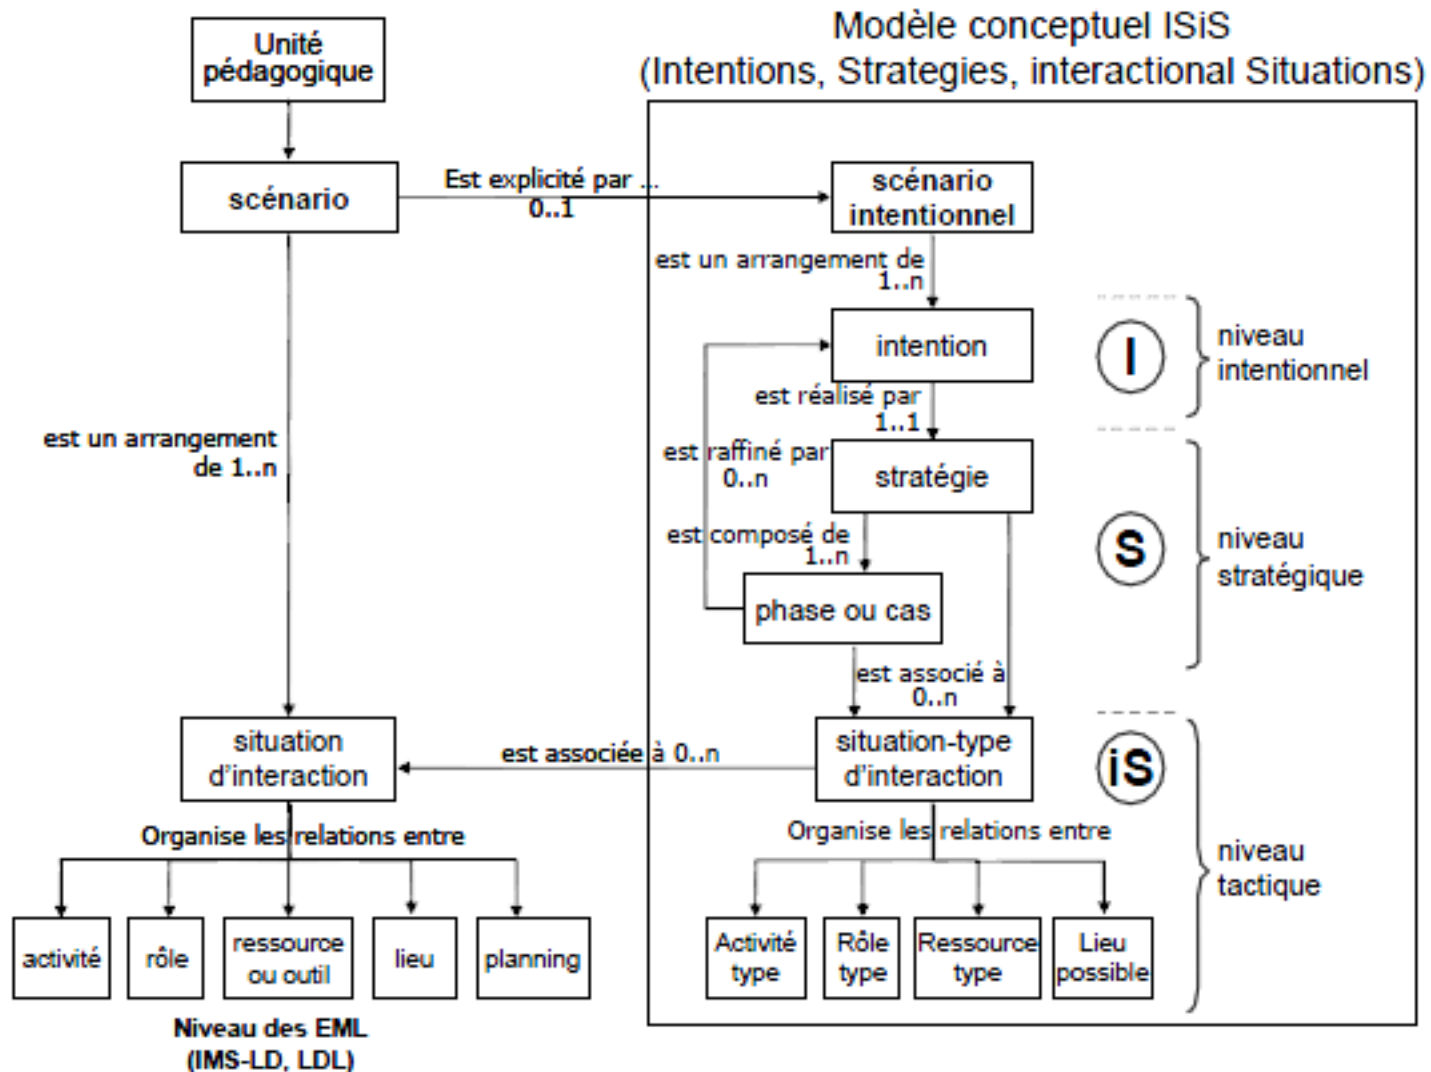 Modèle conceptuel ISiS
(Intentions, Strategies, interactional Situations)
Unité
pédagogique
scénario
Est explicité par ...
0..1
scénario
intentionnel
est un arrangement de
1..n
intention
I
niveau
intentionnel
est réalisé par
1..1
est un arrangement
de 1..n
est raffiné par
0..n
stratégie
est composé de
1..n
S
niveau
stratégique
phase ou cas
est associé à
0..n
situation
d'interaction
est associée à 0..n
situation-type
d'interaction
iS
niveau
tactique
Organise les relations entre
activité
rôle
ressource
ou outil
lieu
planning
Organise les relations entre
Activité
type
Rôle
type
Ressource
type
Lieu
possible
Niveau des EML
(IMS-LD, LDL)